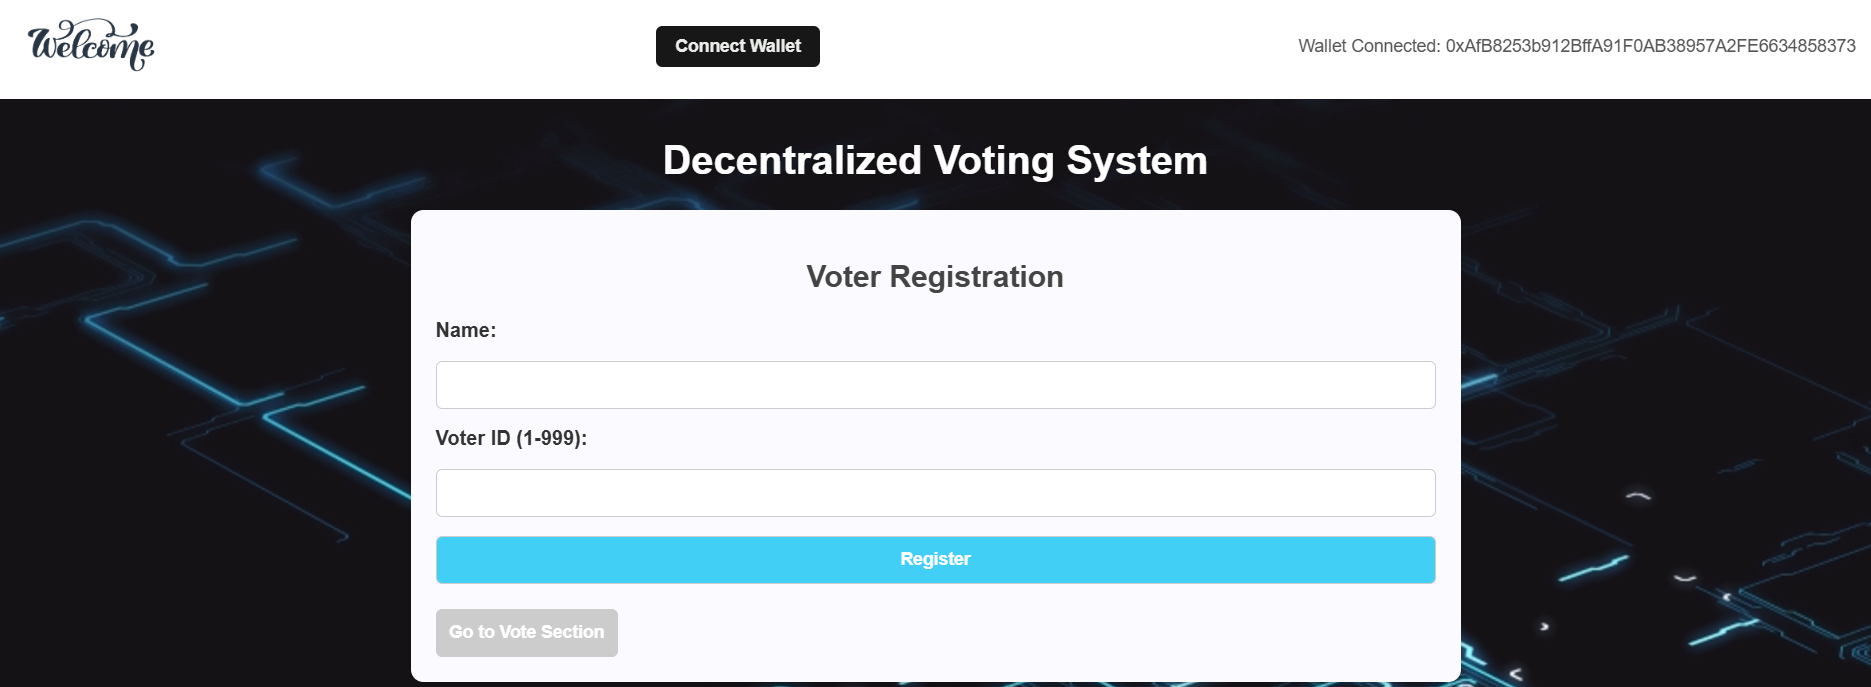 Welcome
Connect Wallet
Wallet Connected: 0xAfB8253b912BffA91F0AB38957A2FE6634858373
Decentralized Voting System
Voter Registration
Name:
Voter ID (1-999):
Register
Go to Vote Section